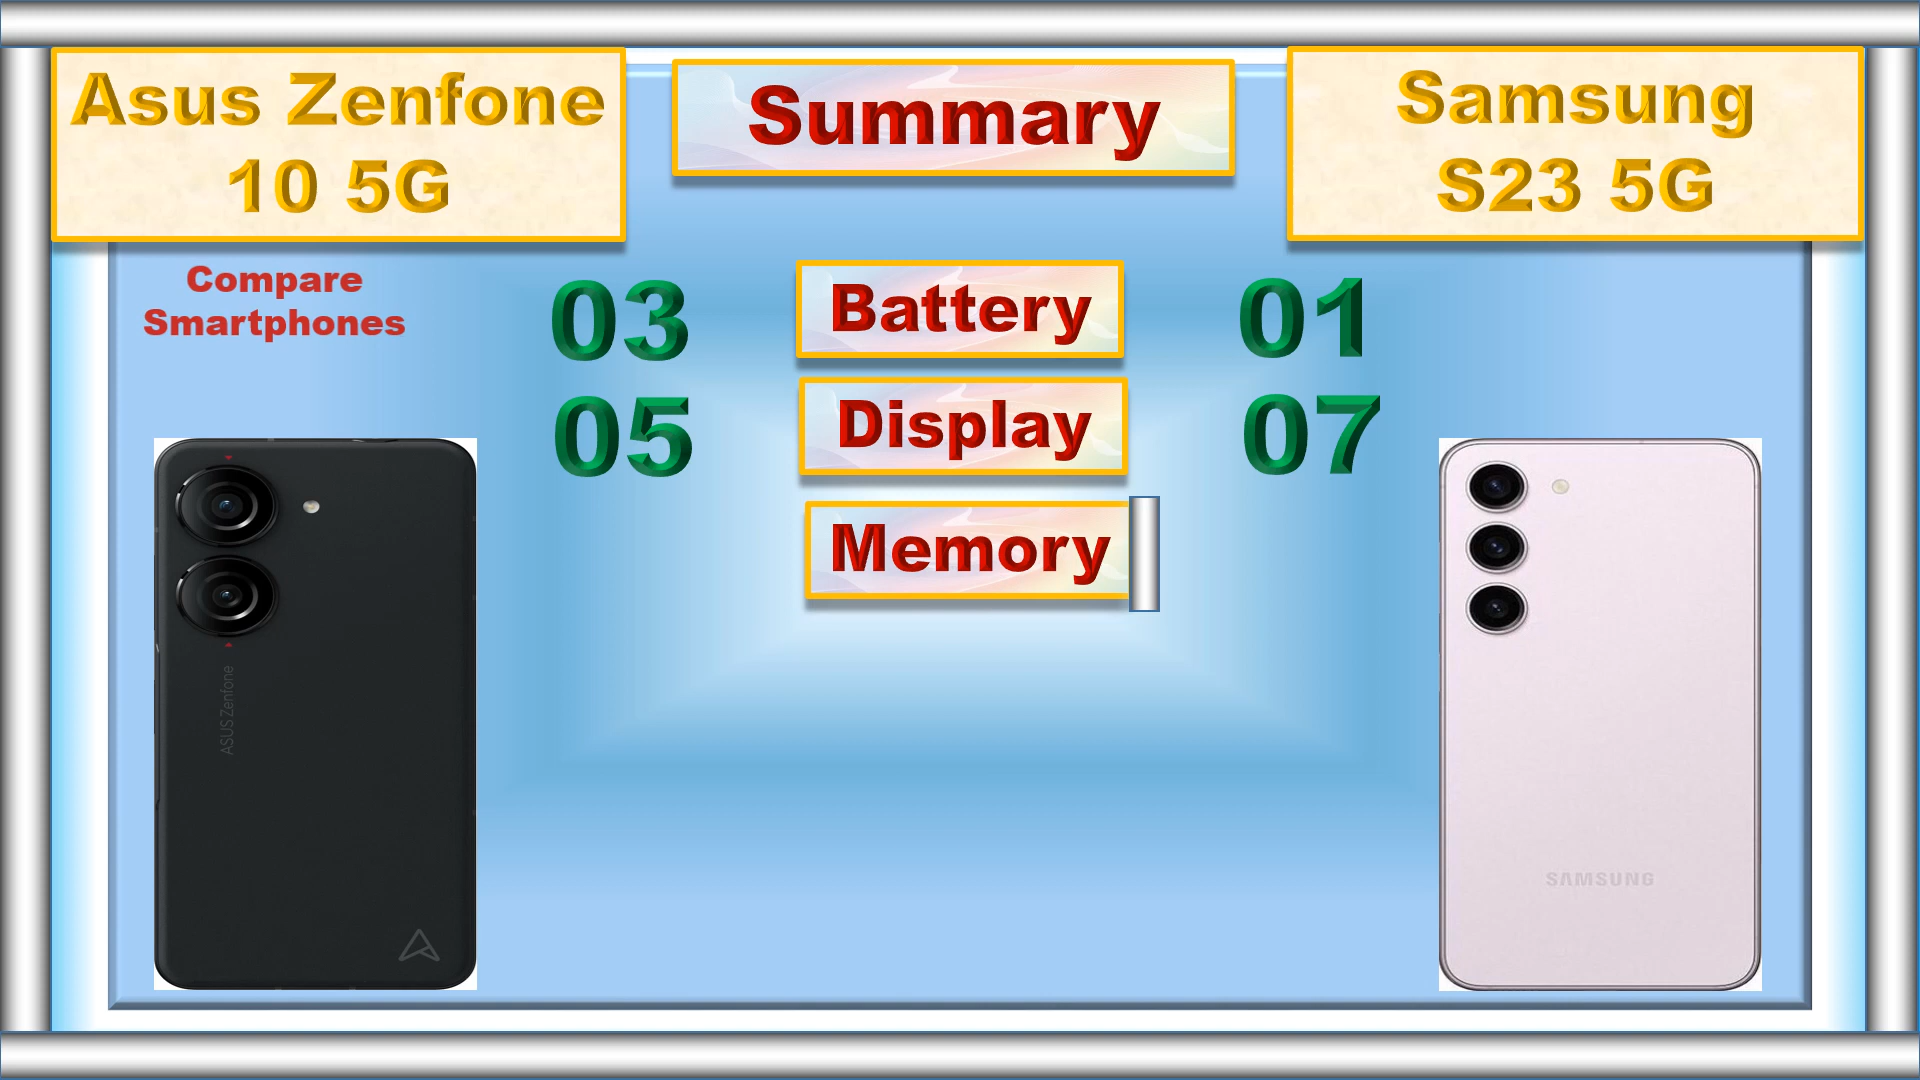 Asus Zenfone
10 5G
Summary
Samsung
S23 5G
Compare
Smartphones
03
Battery
01
05
Display
07
Memory
ASUS Zenfone
SAMSUNG